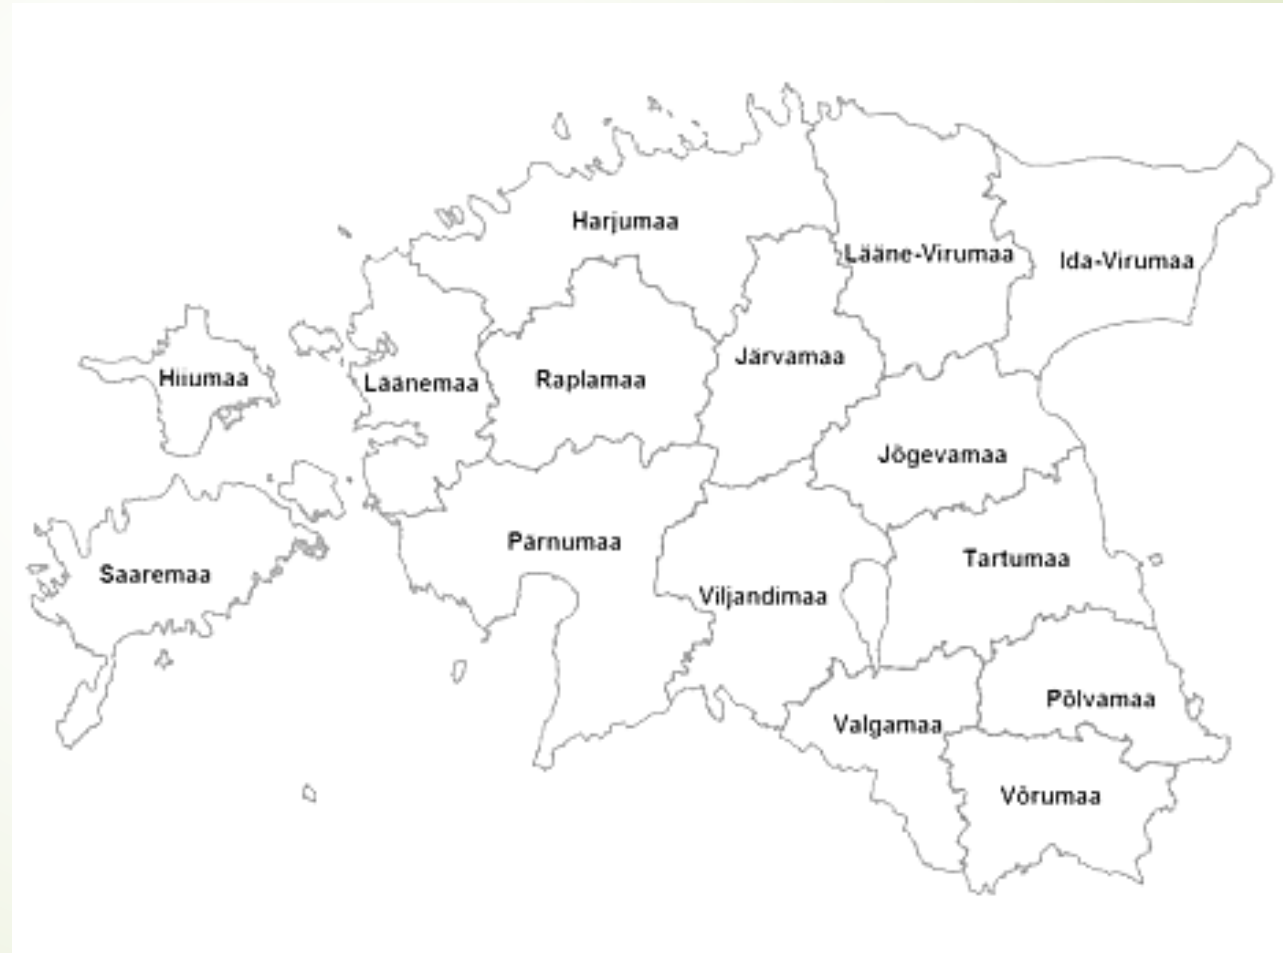 Harjumaa
Lääne-Virumaa
Ida-Virumaa
Järvamaa
Hiiumaa
Läänemaa
Raplamaa
Jõgevamaa
Pärnumaa
Tartumaa
Saaremaa
Viljandimaa
Põlvamaa
Valgamaa
Võrumaa